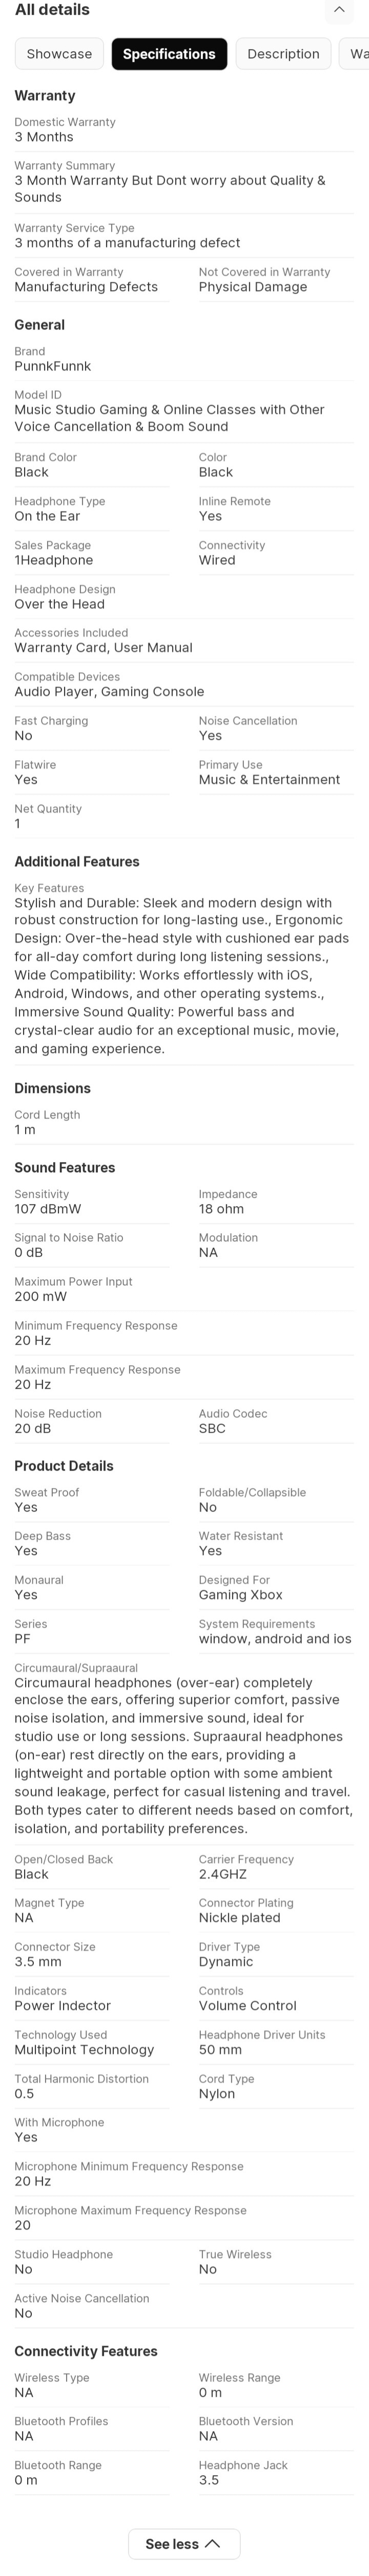 All details
Showcase
Specifications
Description
Wa
Warranty
Domestic Warranty
3 Months
Warranty Summary
3 Month Warranty But Dont worry about Quality &
Sounds
Warranty Service Type
3 months of a manufacturing defect
Covered in Warranty
Manufacturing Defects
Not Covered in Warranty
Physical Damage
General
Brand
PunnkFunnk
Model ID
Music Studio Gaming & Online Classes with Other
Voice Cancellation & Boom Sound
Brand Color
Black
Color
Black
Headphone Type
On the Ear
Inline Remote
Yes
Sales Package
1Headphone
Connectivity
Wired
Headphone Design
Over the Head
Accessories Included
Warranty Card, User Manual
Compatible Devices
Audio Player, Gaming Console
Fast Charging
No
Noise Cancellation
Yes
Flatwire
Yes
Primary Use
Music & Entertainment
Net Quantity
1
Additional Features
Key Features
Stylish and Durable: Sleek and modern design with
robust construction for long-lasting use., Ergonomic
Design: Over-the-head style with cushioned ear pads
for all-day comfort during long listening sessions.,
Wide Compatibility: Works effortlessly with iOS,
Android, Windows, and other operating systems.,
Immersive Sound Quality: Powerful bass and
crystal-clear audio for an exceptional music, movie,
and gaming experience.
Dimensions
Cord Length
1 m
Sound Features
Sensitivity
107 dBmW
Impedance
18 ohm
Signal to Noise Ratio
0 dB
Modulation
NA
Maximum Power Input
200 mW
Minimum Frequency Response
20 Hz
Maximum Frequency Response
20 Hz
Noise Reduction
20 dB
Audio Codec
SBC
Product Details
Sweat Proof
Yes
Foldable/Collapsible
No
Deep Bass
Yes
Water Resistant
Yes
Monaural
Yes
Designed For
Gaming Xbox
Series
PF
System Requirements
window, android and ios
Circumaural/Supraaural
Circumaural headphones (over-ear) completely
enclose the ears, offering superior comfort, passive
noise isolation, and immersive sound, ideal for
studio use or long sessions. Supraaural headphones
(on-ear) rest directly on the ears, providing a
lightweight and portable option with some ambient
sound leakage, perfect for casual listening and travel.
Both types cater to different needs based on comfort,
isolation, and portability preferences.
Open/Closed Back
Black
Carrier Frequency
2.4GHZ
Magnet Type
NA
Connector Plating
Nickle plated
Connector Size
3.5 mm
Driver Type
Dynamic
Indicators
Power Indector
Controls
Volume Control
Technology Used
Multipoint Technology
Headphone Driver Units
50 mm
Total Harmonic Distortion
0.5
Cord Type
Nylon
With Microphone
Yes
Microphone Minimum Frequency Response
20 Hz
Microphone Maximum Frequency Response
20
Studio Headphone
No
True Wireless
No
Active Noise Cancellation
No
Connectivity Features
Wireless Type
NA
Wireless Range
0 m
Bluetooth Profiles
NA
Bluetooth Version
NA
Bluetooth Range
0 m
Headphone Jack
3.5
See less